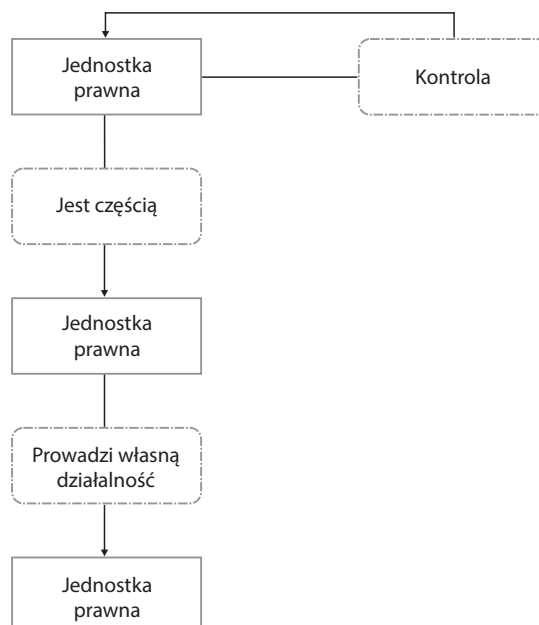 Jednostka
prawna
Kontrola
Jest częścią
Jednostka
prawna
Prowadzi własną
działalność
Jednostka
prawna